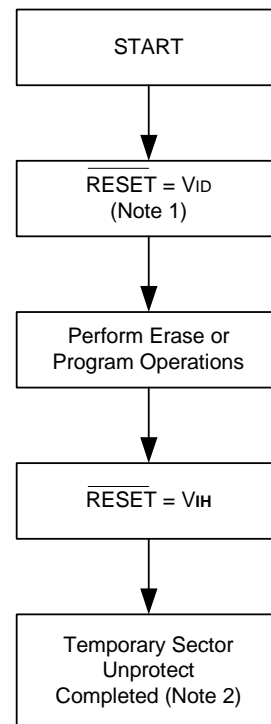 START
RESET = VID
(Note 1)
Perform Erase or
Program Operations
RESET = VIH
Temporary Sector
Unprotect
Completed (Note 2)